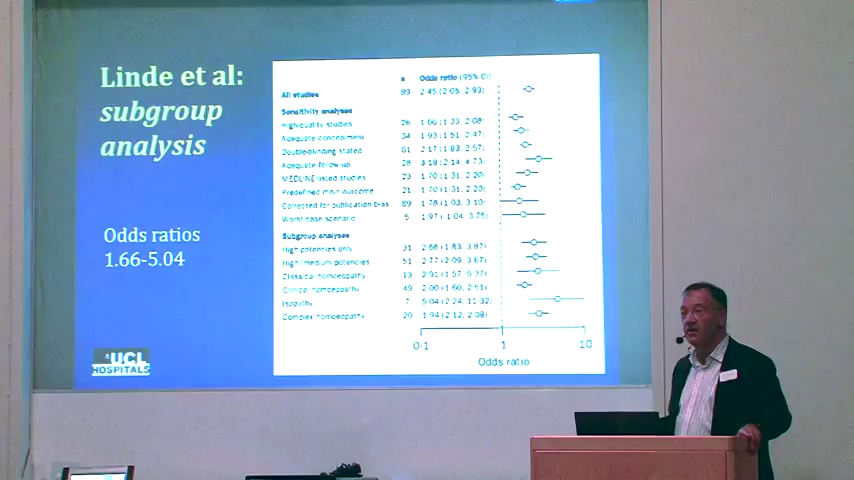 Linde et al:
subgroup
analysis
Odds ratios
1.66-5.04
UCL
HOSPITALS
n Odds ratio (95% CI)
All studies 89 2·45 (2·05, 2·93)
Sensitivity analyses
High quality studies 26 1·66 (1·33, 2·08)
Adequate concealment 34 1·93 (1·51, 2·47)
Double-blinding stated 81 2·17 (1·83, 2·57)
Adequate follow-up 28 3·18 (2·14, 4·73)
MEDLINE-listed studies 23 1·70 (1·31, 2·20)
Predefined main outcome 21 1·70 (1·31, 2·20)
Corrected for publication bias 89 1·78 (1·03, 3·10)
Worst case scenario 5 1·97 (1·04, 3·75)
Subgroup analyses
High potencies only 31 2·66 (1·83, 3·87)
High/medium potencies 51 2·77 (2·09, 3·67)
Classical homoeopathy 13 2·91 (1·57, 5·37)
Clinical homoeopathy 49 2·00 (1·60, 2·51)
Isopathy 7 5·04 (2·24, 11·32)
Complex homoeopathy 20 1·94 (2·12, 2·08)
0·1 1 10
Odds ratio